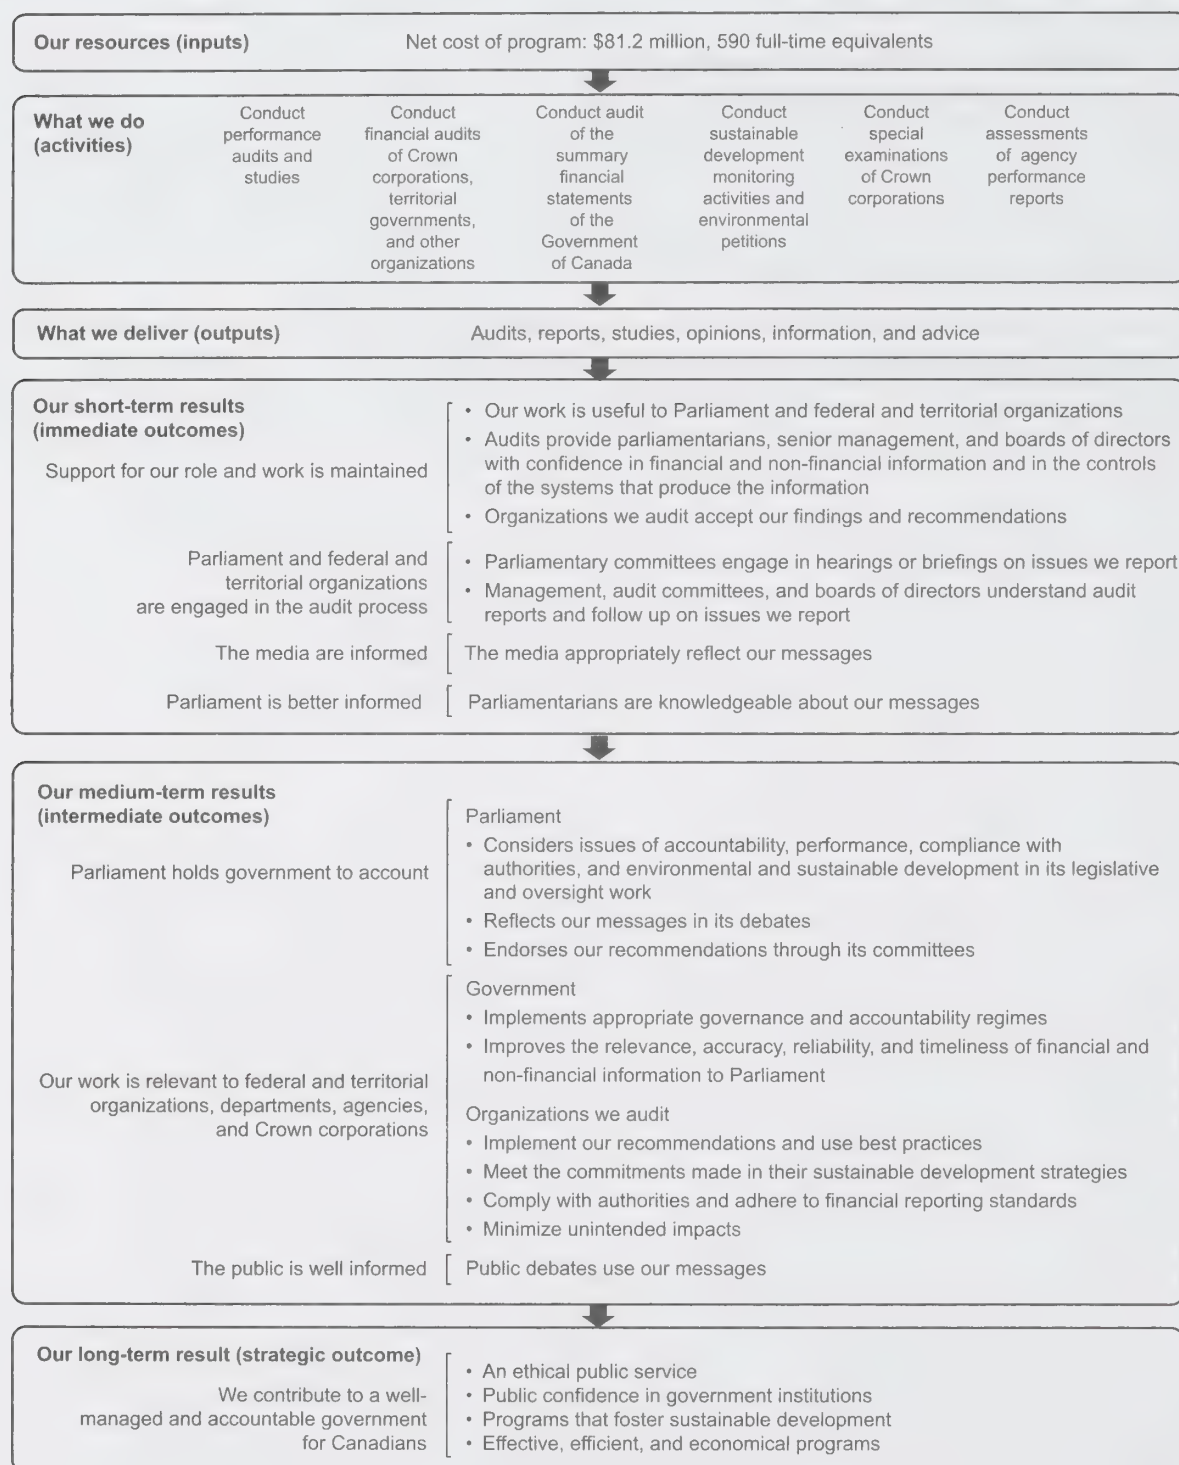 Our resources (inputs) Net cost of program: $81.2 million, 590 full-time equivalents
What we do
(activities)
Conduct
performance
audits and
studies
Conduct
financial audits
of Crown
corporations,
territorial
governments,
and other
organizations
Conduct audit
of the
summary
financial
statements
of the
Government
of Canada
Conduct
sustainable
development
monitoring
activities and
environmental
petitions
Conduct
special
examinations
of Crown
corporations
Conduct
assessments
of agency
performance
reports
What we deliver (outputs) Audits, reports, studies, opinions, information, and advice
Our short-term results
(immediate outcomes)
Support for our role and work is maintained
• Our work is useful to Parliament and federal and territorial organizations
• Audits provide parliamentarians, senior management, and boards of directors
with confidence in financial and non-financial information and in the controls
of the systems that produce the information
• Organizations we audit accept our findings and recommendations
Parliament and federal and
territorial organizations
are engaged in the audit process
• Parliamentary committees engage in hearings or briefings on issues we report
• Management, audit committees, and boards of directors understand audit
reports and follow up on issues we report
The media are informed
The media appropriately reflect our messages
Parliament is better informed
Parliamentarians are knowledgeable about our messages
Our medium-term results
(intermediate outcomes)
Parliament holds government to account
Parliament
• Considers issues of accountability, performance, compliance with
authorities, and environmental and sustainable development in its legislative
and oversight work
• Reflects our messages in its debates
• Endorses our recommendations through its committees
Our work is relevant to federal and territorial
organizations, departments, agencies,
and Crown corporations
Government
• Implements appropriate governance and accountability regimes
• Improves the relevance, accuracy, reliability, and timeliness of financial and
non-financial information to Parliament
Organizations we audit
• Implement our recommendations and use best practices
• Meet the commitments made in their sustainable development strategies
• Comply with authorities and adhere to financial reporting standards
• Minimize unintended impacts
The public is well informed
Public debates use our messages
Our long-term result (strategic outcome)
We contribute to a well-
managed and accountable government
for Canadians
• An ethical public service
• Public confidence in government institutions
• Programs that foster sustainable development
• Effective, efficient, and economical programs